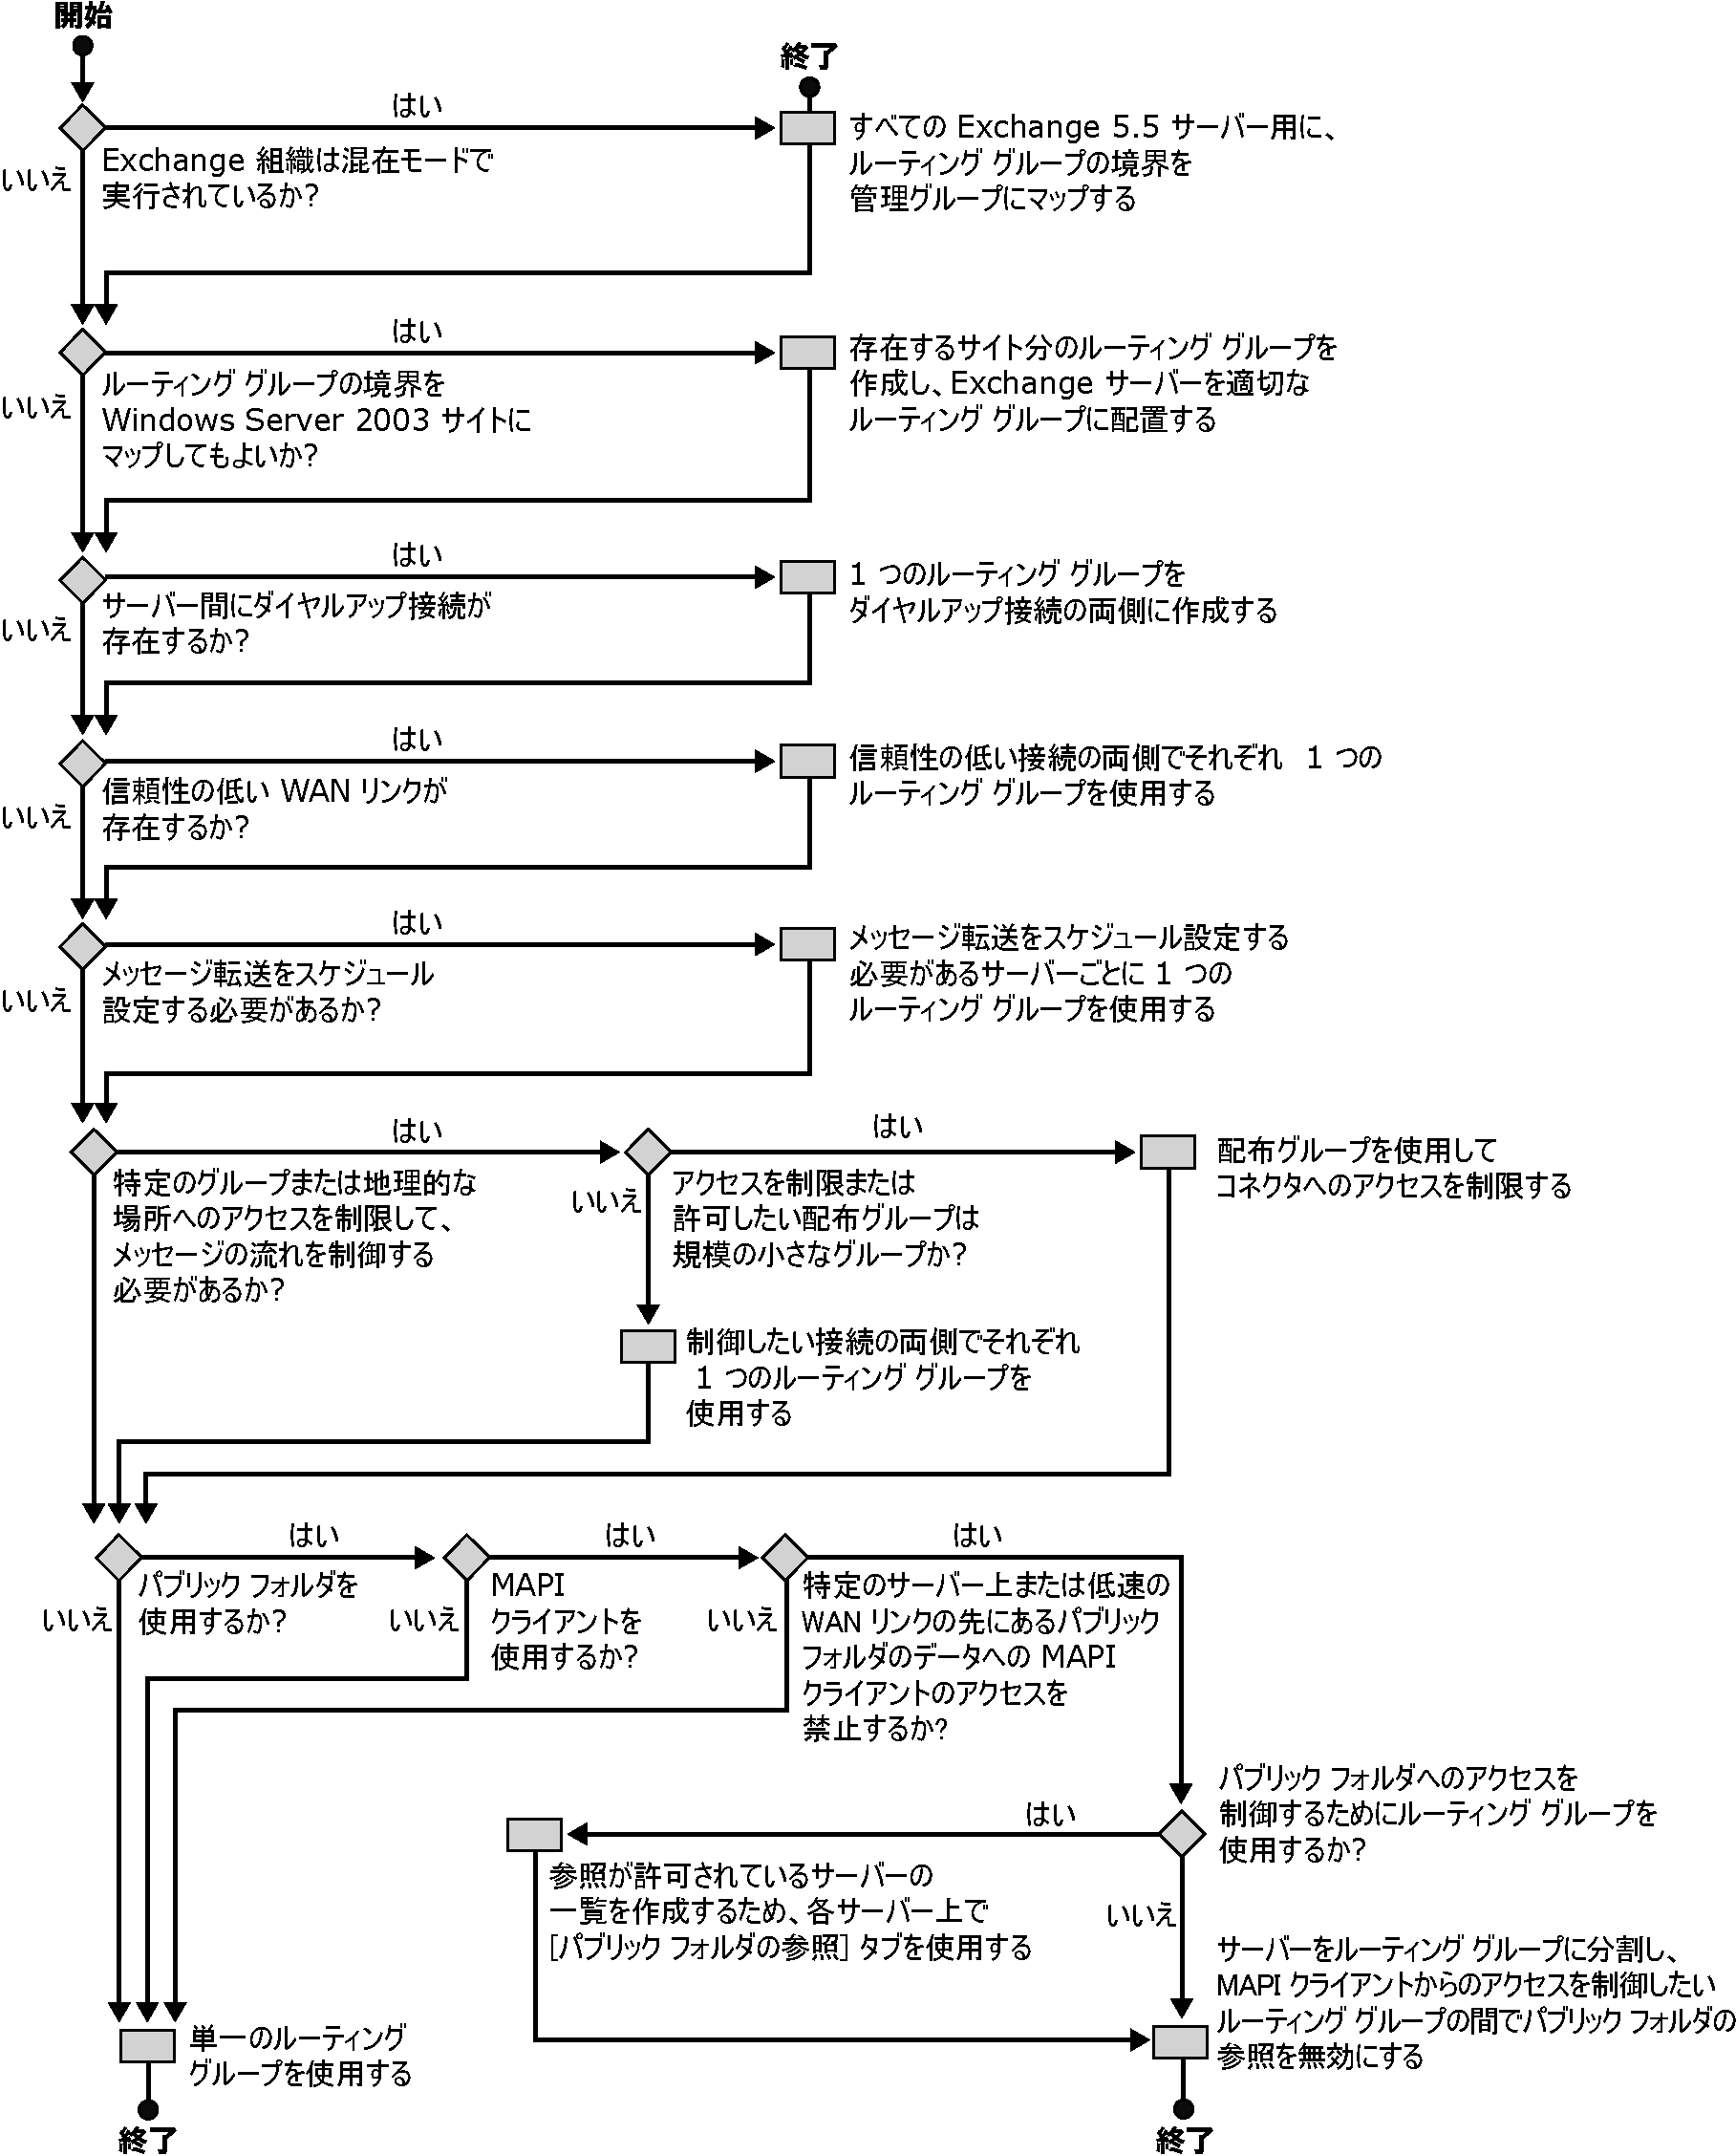 開始
終了
はい
いいえ
Exchange 組織は混在モードで
実行されているか?
すべての Exchange 5.5 サーバー用に、
ルーティング グループの境界を
管理グループにマップする
はい
いいえ
ルーティング グループの境界を
Windows Server 2003 サイトに
マップしてもよいか?
存在するサイト分のルーティング グループを
作成し、Exchange サーバーを適切な
ルーティング グループに配置する
はい
いいえ
サーバー間にダイヤルアップ接続が
存在するか?
1 つのルーティング グループを
ダイヤルアップ接続の両側に作成する
はい
いいえ
信頼性の低い WAN リンクが
存在するか?
信頼性の低い接続の両側でそれぞれ 1 つの
ルーティング グループを使用する
はい
いいえ
メッセージ転送をスケジュール
設定する必要があるか?
メッセージ転送をスケジュール設定する
必要があるサーバーごとに 1 つの
ルーティング グループを使用する
はい
特定のグループまたは地理的な
場所へのアクセスを制限して、
メッセージの流れを制御する
必要があるか?
はい
いいえ
アクセスを制限または
許可したい配布グループは
規模の小さなグループか?
配布グループを使用して
コネクタへのアクセスを制限する
制御したい接続の両側でそれぞれ
1 つのルーティング グループを
使用する
はい
いいえ
パブリック フォルダを
使用するか?
はい
いいえ
MAPI
クライアントを
使用するか?
はい
いいえ
特定のサーバー上または低速の
WAN リンクの先にあるパブリック
フォルダのデータへの MAPI
クライアントのアクセスを
禁止するか?
パブリック フォルダへのアクセスを
制御するためにルーティング グループを
使用するか?
はい
いいえ
参照が許可されているサーバーの
一覧を作成するため、各サーバー上で
[パブリック フォルダの参照] タブを使用する
サーバーをルーティング グループに分割し、
MAPI クライアントからのアクセスを制御したい
ルーティング グループの間でパブリック フォルダの
参照を無効にする
単一のルーティング
グループを使用する
終了
終了